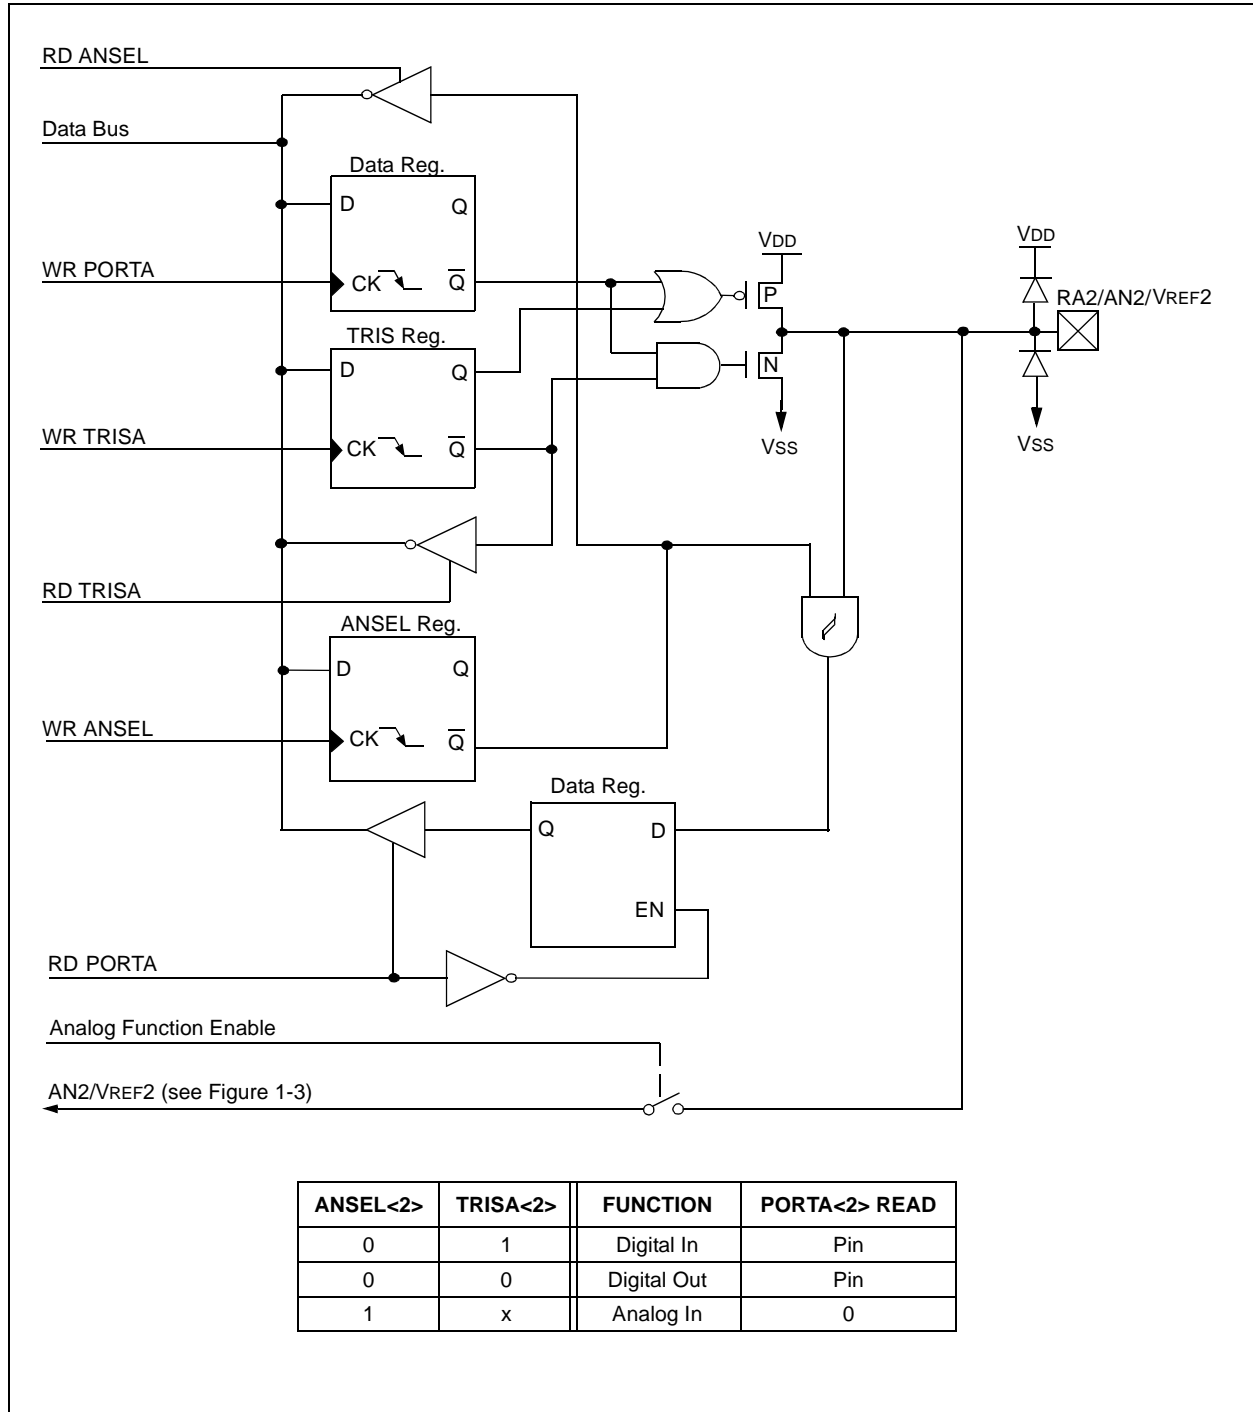 RD ANSEL
Data Bus
Data Reg.
D
Q
VDD
VDD
WR PORTA
CK
Q̅
P
RA2/AN2/VREF2
TRIS Reg.
D
Q
N
WR TRISA
CK
Q̅
VSS
VSS
RD TRISA
ANSEL Reg.
D
Q
WR ANSEL
CK
Q̅
Data Reg.
Q
D
EN
RD PORTA
Analog Function Enable
AN2/VREF2 (see Figure 1-3)
ANSEL<2> TRISA<2> FUNCTION PORTA<2> READ
0 1 Digital In Pin
0 0 Digital Out Pin
1 x Analog In 0